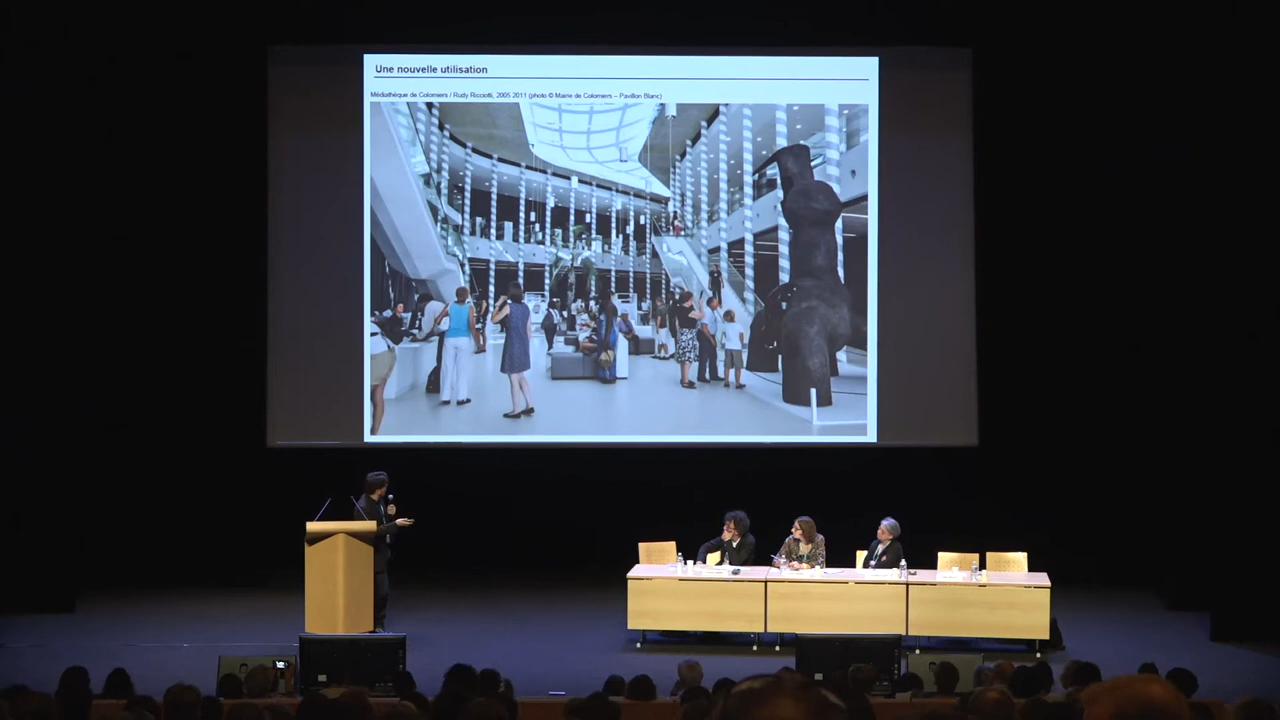 Une nouvelle utilisation
Médiathèque de Colomiers / Rudy Ricciotti, 2005 2011 (photo © Mairie de Colomiers – Pavillon Blanc)